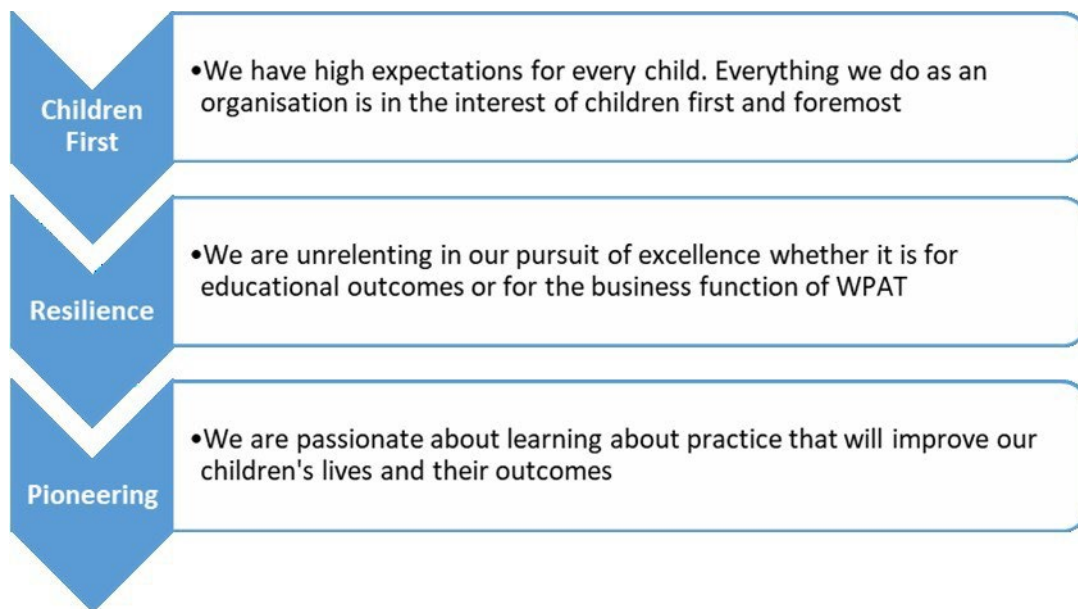 Children
First
•We have high expectations for every child. Everything we do as an
organisation is in the interest of children first and foremost
Resilience
•We are unrelenting in our pursuit of excellence whether it is for
educational outcomes or for the business function of WPAT
Pioneering
•We are passionate about learning about practice that will improve our
children's lives and their outcomes